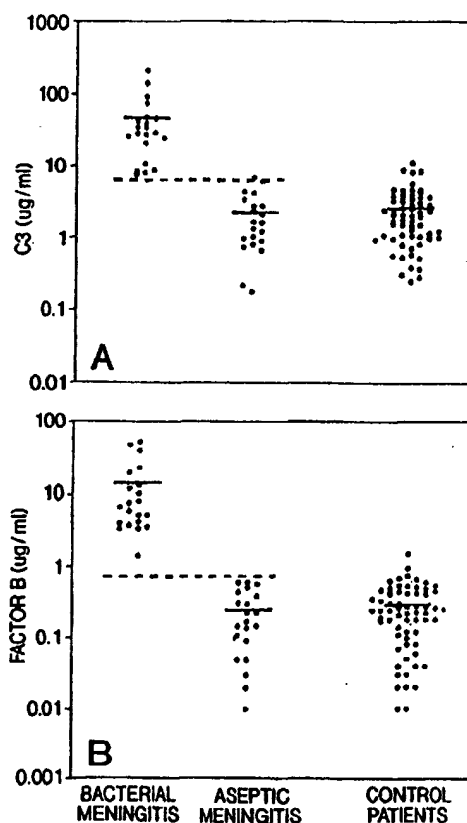 1000
100
10
1
0.1
0.01
C3 (ug/ml)
A
100
10
1
0.1
0.01
0.001
FACTOR B (ug/ml)
B
BACTERIAL
MENINGITIS
ASEPTIC
MENINGITIS
CONTROL
PATIENTS